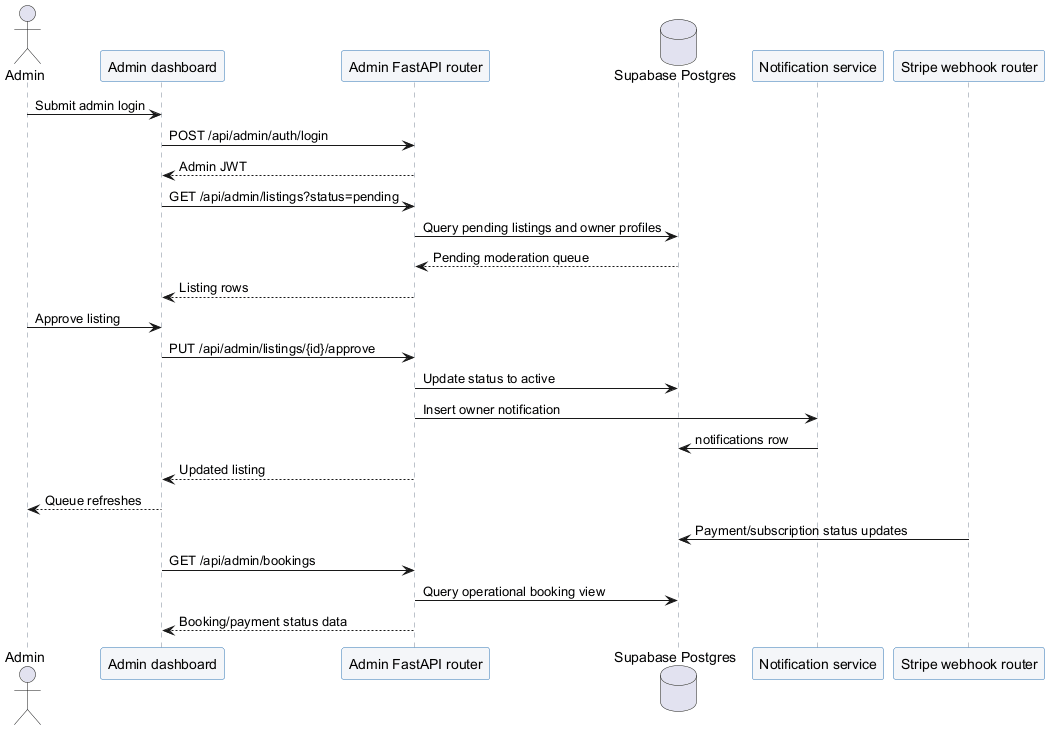 Admin
Admin dashboard
Admin FastAPI router
Supabase Postgres
Notification service
Stripe webhook router
Submit admin login
POST /api/admin/auth/login
Admin JWT
GET /api/admin/listings?status=pending
Query pending listings and owner profiles
Pending moderation queue
Listing rows
Approve listing
PUT /api/admin/listings/{id}/approve
Update status to active
Insert owner notification
notifications row
Updated listing
Queue refreshes
Payment/subscription status updates
GET /api/admin/bookings
Query operational booking view
Booking/payment status data
Admin
Admin dashboard
Admin FastAPI router
Supabase Postgres
Notification service
Stripe webhook router